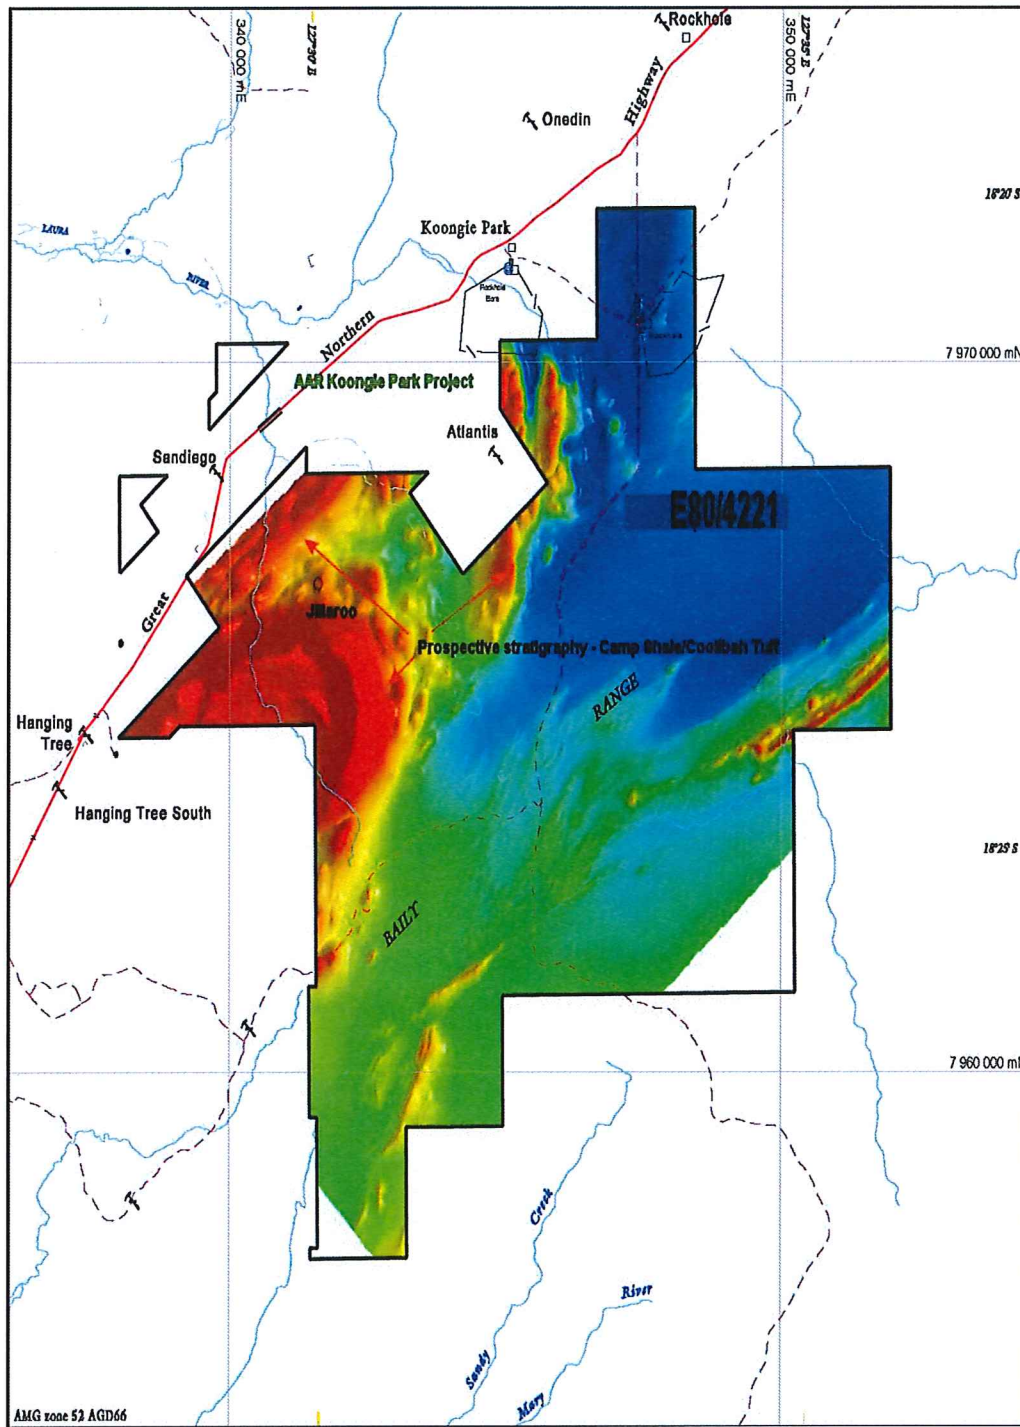 340 000 mE
127°30' E
Rockhole
350 000 mE
127°35' E
Highway
Onedin
18°20' S
Koongie Park
LAURA
RIVER
Rockhole
Bore
Northern
7 970 000 mN
AAR Koongie Park Project
Atlantis
Sandiego
E80/4221
Jillaroo
Great
Prospective stratigraphy - Camp Shale/Coolibah Tuff
RANGE
Hanging
Tree
Hanging Tree South
18°25' S
BAILY
7 960 000 mN
Creek
Sandy
River
Mary
AMG zone 52 AGD66